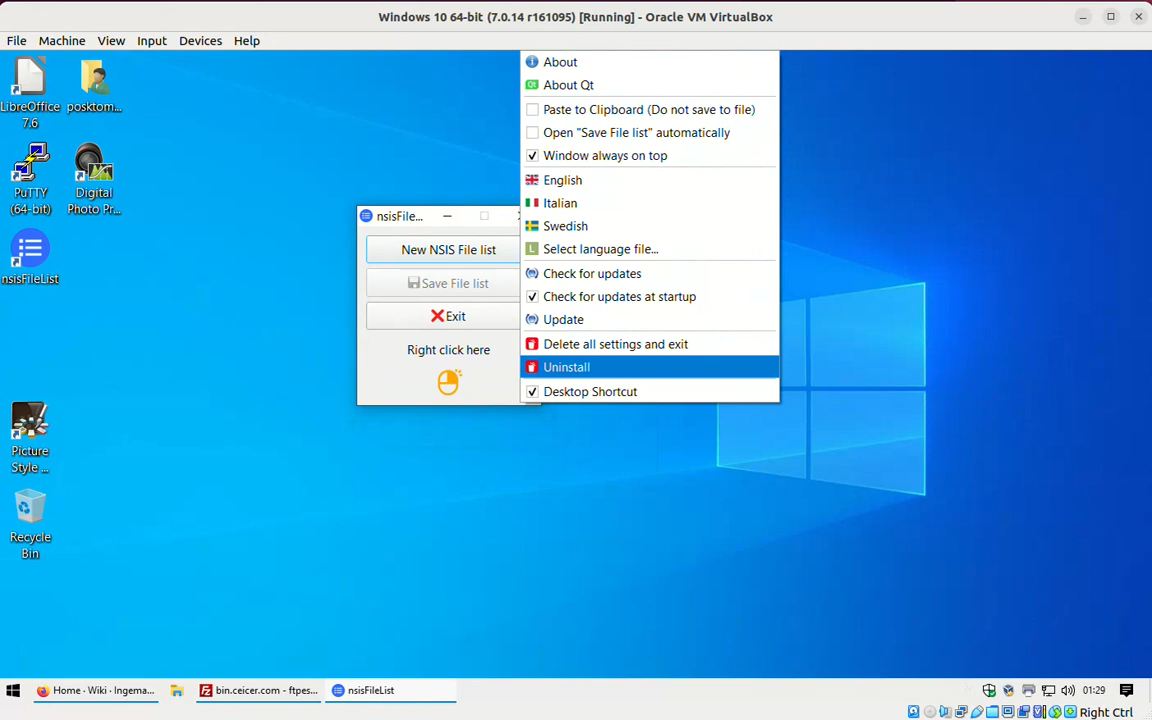 Windows 10 64-bit (7.0.14 r161095) [Running] - Oracle VM VirtualBox
File Machine View Input Devices Help
LibreOffice
7.6
posktom...
PuTTY
(64-bit)
Digital
Photo Pr...
nsisFileList
Picture
Style ...
Recycle
Bin
nsisFile...
New NSIS File list
Save File list
Exit
Right click here
About
Qt About Qt
Paste to Clipboard (Do not save to file)
Open "Save File list" automatically
Window always on top
English
Italian
Swedish
L Select language file...
Check for updates
Check for updates at startup
Update
Delete all settings and exit
Uninstall
Desktop Shortcut
Home · Wiki · Ingema...
bin.ceicer.com - ftpes...
nsisFileList
01:29
Right Ctrl